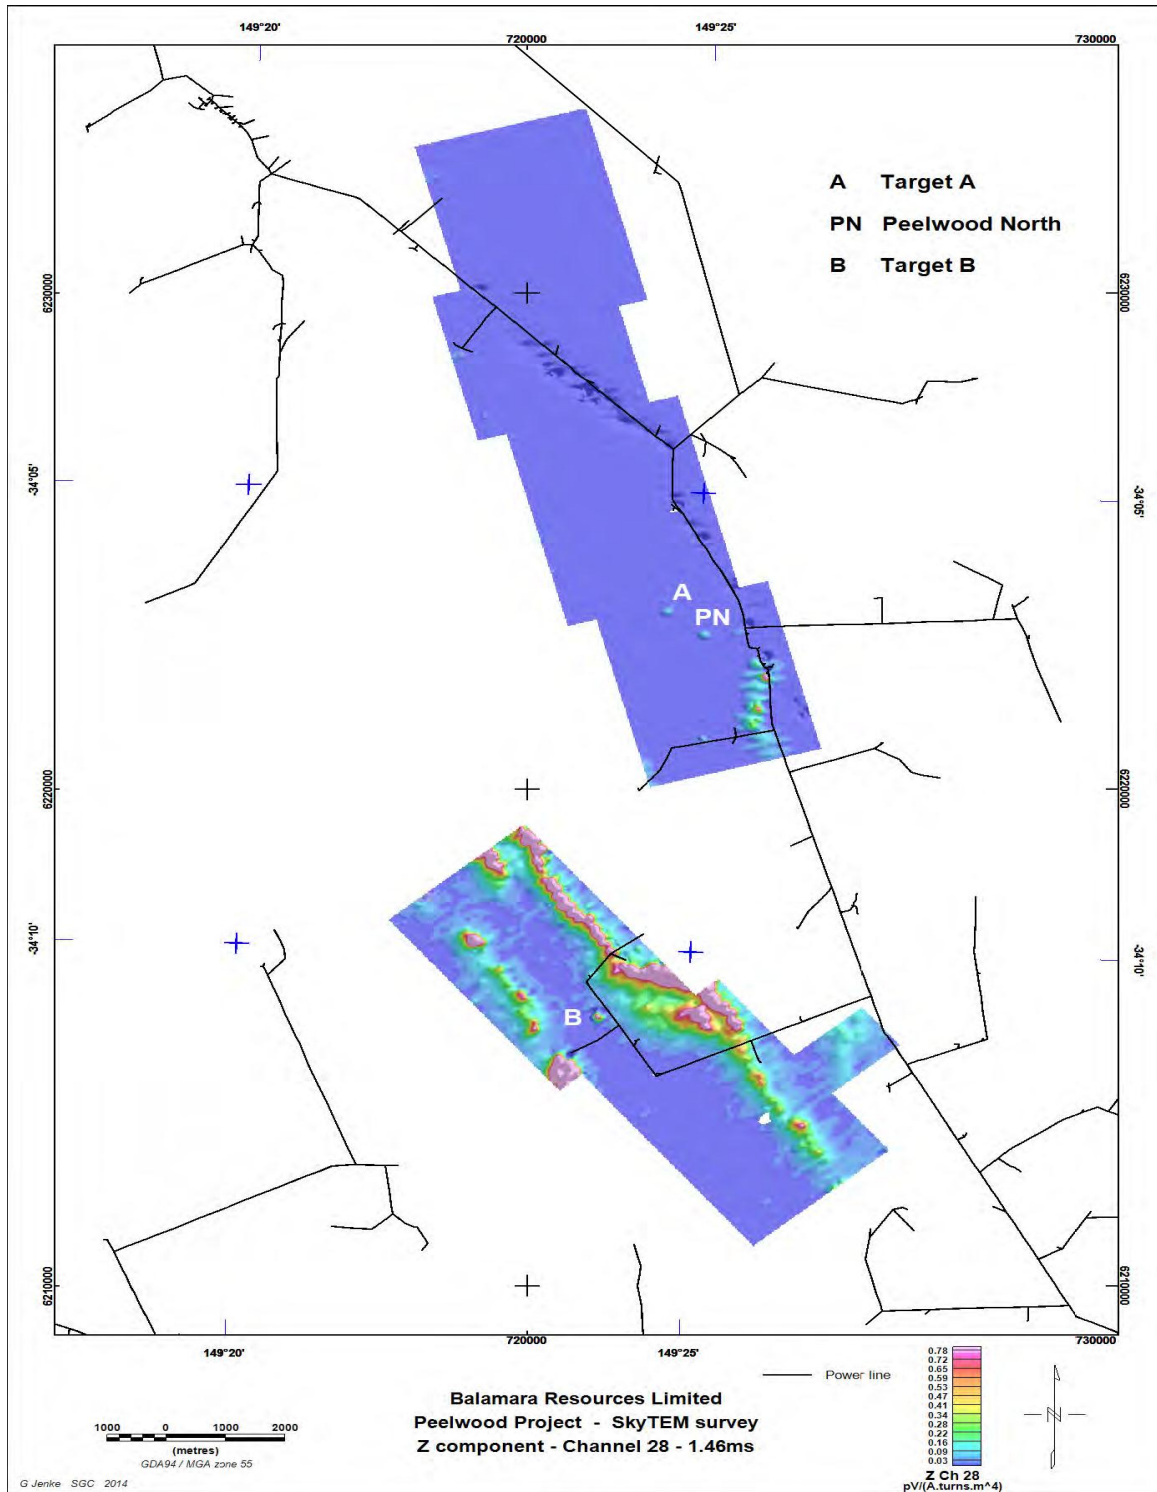 149°20'
720000
149°25'
730000
A Target A
PN Peelwood North
B Target B
6230000
6230000
-34°05'
-34°05'
A
PN
6220000
6220000
-34°10'
-34°10'
B
6210000
6210000
149°20'
720000
149°25'
730000
Power line
Balamara Resources Limited
Peelwood Project - SkyTEM survey
Z component - Channel 28 - 1.46ms
1000 0 1000 2000
(metres)
GDA94 / MGA zone 55
0.78
0.72
0.65
0.59
0.53
0.47
0.41
0.34
0.28
0.22
0.16
0.09
0.03
Z Ch 28
pV/(A.turns.m^4)
N
G Jenke SGC 2014